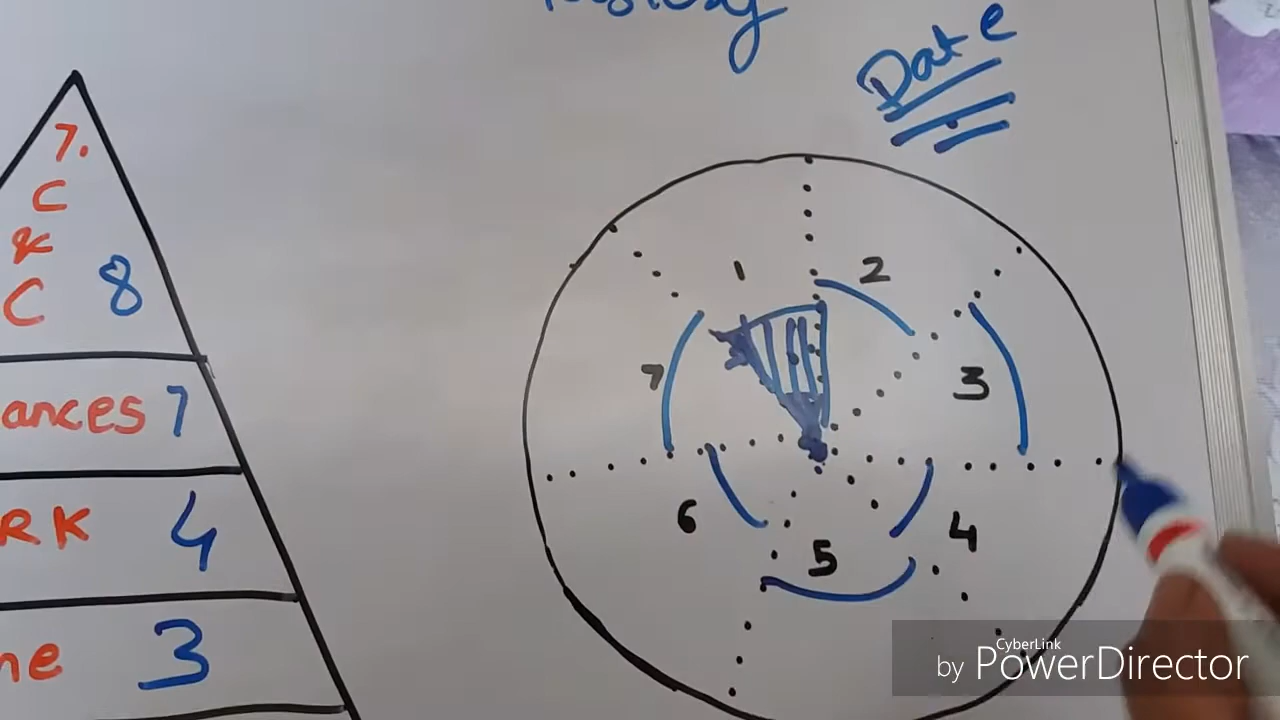 Date
7.
C
&
C 8
ances 7
RK 4
ne 3
1
2
3
4
5
6
7
CyberLink
by PowerDirector